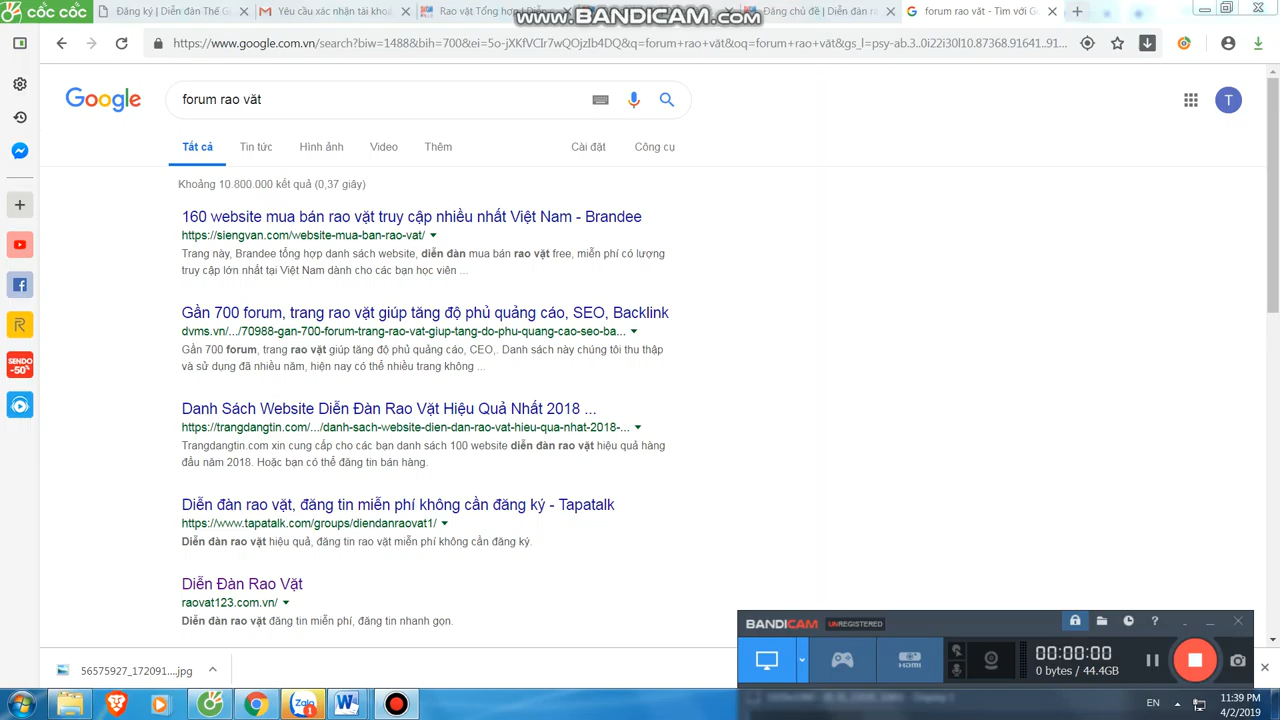 cốc cốc
Đăng ký | Diễn đàn Thế G
Yêu cầu xác nhận tài khoả
Rao vặt Tổng hợp | Diễn
Đăng chủ đề | Diễn đàn r
forum rao vặt - Tìm với G
www.BANDICAM.com
https://www.google.com.vn/search?biw=1488&bih=700&ei=5o-jXKfVCIr7wQOjzIb4DQ&q=forum+rao+văt&oq=forum+rao+văt&gs_l=psy-ab.3..0i22i30l10.87368.91641..91...
Google
forum rao văt
T
Tất cả
Tin tức
Hình ảnh
Video
Thêm
Cài đặt
Công cụ
Khoảng 10.800.000 kết quả (0,37 giây)
160 website mua bán rao vặt truy cập nhiều nhất Việt Nam - Brandee
https://siengvan.com/website-mua-ban-rao-vat/
Trang này, Brandee tổng hợp danh sách website, diễn đàn mua bán rao vặt free, miễn phí có lượng
truy cập lớn nhất tại Việt Nam dành cho các bạn học viên ...
Gần 700 forum, trang rao vặt giúp tăng độ phủ quảng cáo, SEO, Backlink
dvms.vn/.../70988-gan-700-forum-trang-rao-vat-giup-tang-do-phu-quang-cao-seo-ba...
Gần 700 forum, trang rao vặt giúp tăng độ phủ quảng cáo, CEO,. Danh sách này chúng tôi thu thập
và sử dụng đã nhiều năm, hiện nay có thể nhiều trang không ...
Danh Sách Website Diễn Đàn Rao Vặt Hiệu Quả Nhất 2018 ...
https://trangdangtin.com/.../danh-sach-website-dien-dan-rao-vat-hieu-qua-nhat-2018-...
Trangdangtin.com xin cung cấp cho các bạn danh sách 100 website diễn đàn rao vặt hiệu quả hàng
đầu năm 2018. Hoặc bạn có thể đăng tin bán hàng.
Diễn đàn rao vặt, đăng tin miễn phí không cần đăng ký - Tapatalk
https://www.tapatalk.com/groups/diendanraovat1/
Diễn đàn rao vặt hiệu quả, đăng tin rao vặt miễn phí không cần đăng ký.
Diễn Đàn Rao Vặt
raovat123.com.vn/
Diễn đàn rao vặt đăng tin miễn phí, đăng tin nhanh gọn.
SENDO
-50%
BANDICAM
UNREGISTERED
HDMI
00:00:00
0 bytes / 44.4GB
56575927_172091....jpg
Zalo
1
EN
11:39 PM
4/2/2019